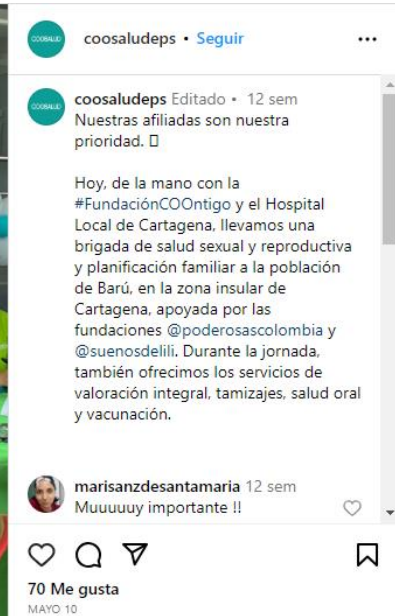 COOSALUD
coosaludeps • Seguir
COOSALUD
coosaludeps Editado • 12 sem
Nuestras afiliadas son nuestra
prioridad.
Hoy, de la mano con la
#FundaciónCOOntigo y el Hospital
Local de Cartagena, llevamos una
brigada de salud sexual y reproductiva
y planificación familiar a la población
de Barú, en la zona insular de
Cartagena, apoyada por las
fundaciones @poderosascolombia y
@suenosdelili. Durante la jornada,
también ofrecimos los servicios de
valoración integral, tamizajes, salud oral
y vacunación.
marisanzdesantamaria 12 sem
Muuuuuy importante !!
70 Me gusta
MAYO 10